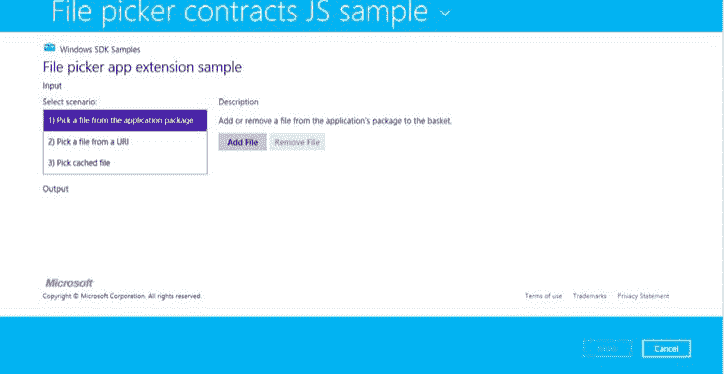 File picker contracts JS sample
Windows SDK Samples
File picker app extension sample
Input
Select scenario:
1) Pick a file from the application package
2) Pick a file from a URI
3) Pick cached file
Description
Add or remove a file from the application's package to the basket.
Add File Remove File
Output
Microsoft
Copyright © Microsoft Corporation. All rights reserved.
Terms of use Trademarks Privacy Statement
Cancel